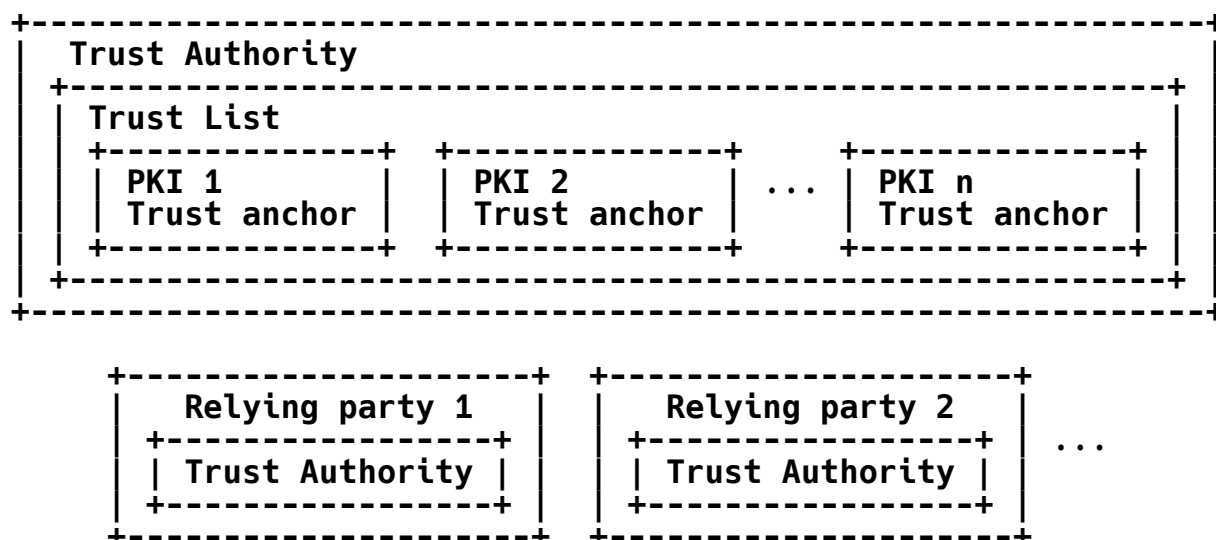 Trust Authority
Trust List
PKI 1 PKI 2 ... PKI n
Trust anchor Trust anchor Trust anchor
Relying party 1 Relying party 2
...
Trust Authority Trust Authority